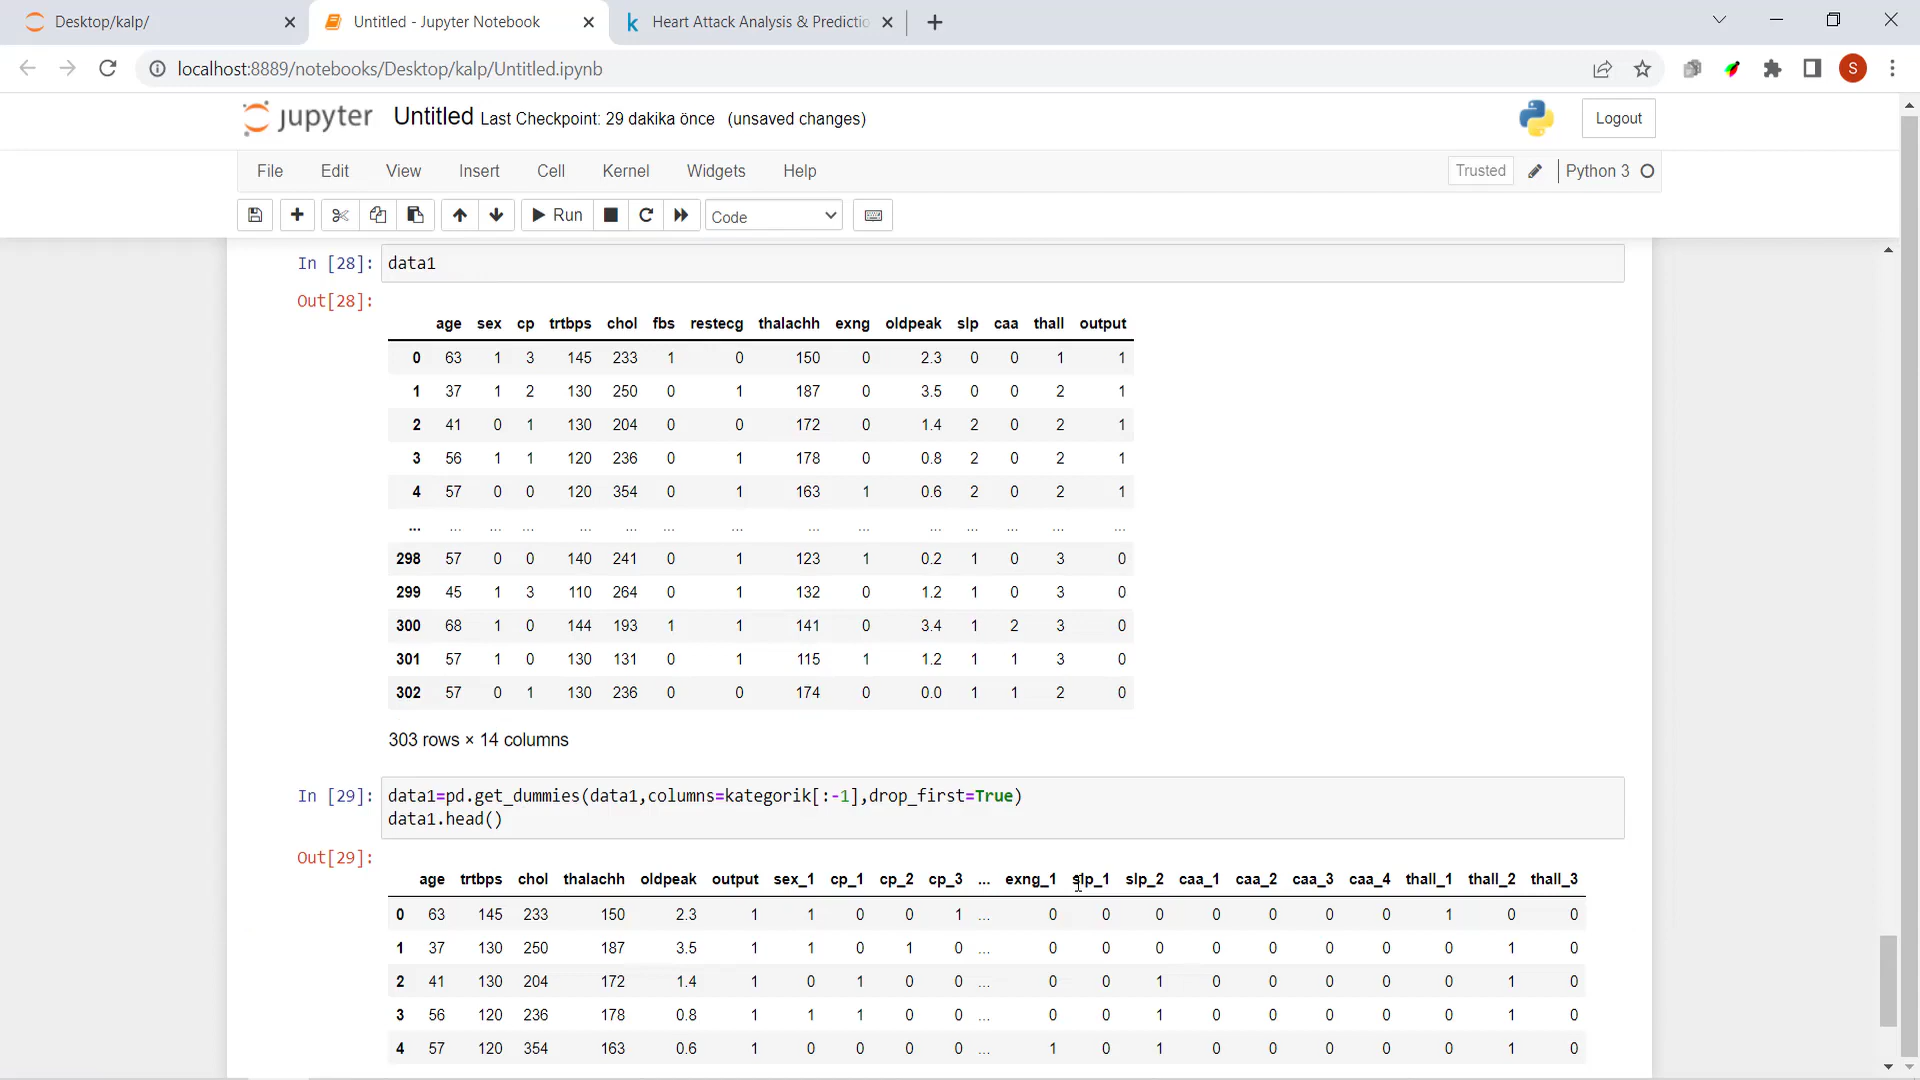 Desktop/kalp/
Untitled - Jupyter Notebook
Heart Attack Analysis & Predictio
localhost:8889/notebooks/Desktop/kalp/Untitled.ipynb
S
jupyter Untitled Last Checkpoint: 29 dakika önce (unsaved changes)
Logout
File Edit View Insert Cell Kernel Widgets Help
Trusted Python 3
Run Code
In [28]: data1
Out[28]:
age sex cp trtbps chol fbs restecg thalachh exng oldpeak slp caa thall output
0 63 1 3 145 233 1 0 150 0 2.3 0 0 1 1
1 37 1 2 130 250 0 1 187 0 3.5 0 0 2 1
2 41 0 1 130 204 0 0 172 0 1.4 2 0 2 1
3 56 1 1 120 236 0 1 178 0 0.8 2 0 2 1
4 57 0 0 120 354 0 1 163 1 0.6 2 0 2 1
... ... ... ... ... ... ... ... ... ... ... ... ... ... ...
298 57 0 0 140 241 0 1 123 1 0.2 1 0 3 0
299 45 1 3 110 264 0 1 132 0 1.2 1 0 3 0
300 68 1 0 144 193 1 1 141 0 3.4 1 2 3 0
301 57 1 0 130 131 0 1 115 1 1.2 1 1 3 0
302 57 0 1 130 236 0 0 174 0 0.0 1 1 2 0
303 rows × 14 columns
In [29]: data1=pd.get_dummies(data1,columns=kategorik[:-1],drop_first=True)
data1.head()
Out[29]:
age trtbps chol thalachh oldpeak output sex_1 cp_1 cp_2 cp_3 ... exng_1 slp_1 slp_2 caa_1 caa_2 caa_3 caa_4 thall_1 thall_2 thall_3
0 63 145 233 150 2.3 1 1 0 0 1 ... 0 0 0 0 0 0 0 1 0 0
1 37 130 250 187 3.5 1 1 0 1 0 ... 0 0 0 0 0 0 0 0 1 0
2 41 130 204 172 1.4 1 0 1 0 0 ... 0 0 1 0 0 0 0 0 1 0
3 56 120 236 178 0.8 1 1 1 0 0 ... 0 0 1 0 0 0 0 0 1 0
4 57 120 354 163 0.6 1 0 0 0 0 ... 1 0 1 0 0 0 0 0 1 0